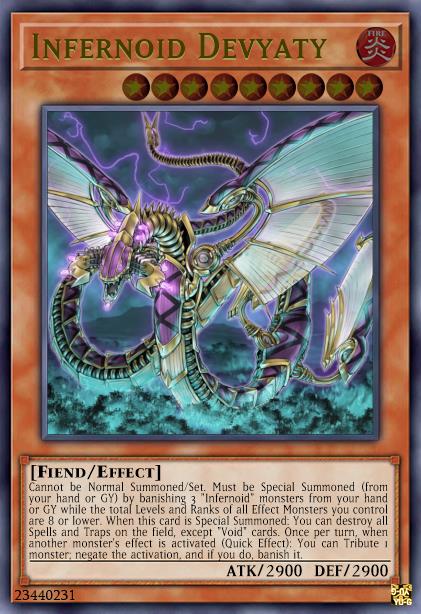 INFERNOID DEVYATY
FIRE
炎
[FIEND/EFFECT]
Cannot be Normal Summoned/Set. Must be Special Summoned (from
your hand or GY) by banishing 3 "Infernoid" monsters from your hand
or GY while the total Levels and Ranks of all Effect Monsters you control
are 8 or lower. When this card is Special Summoned: You can destroy all
Spells and Traps on the field, except "Void" cards. Once per turn, when
another monster's effect is activated (Quick Effect): You can Tribute 1
monster; negate the activation, and if you do, banish it.
ATK/2900 DEF/2900
23440231